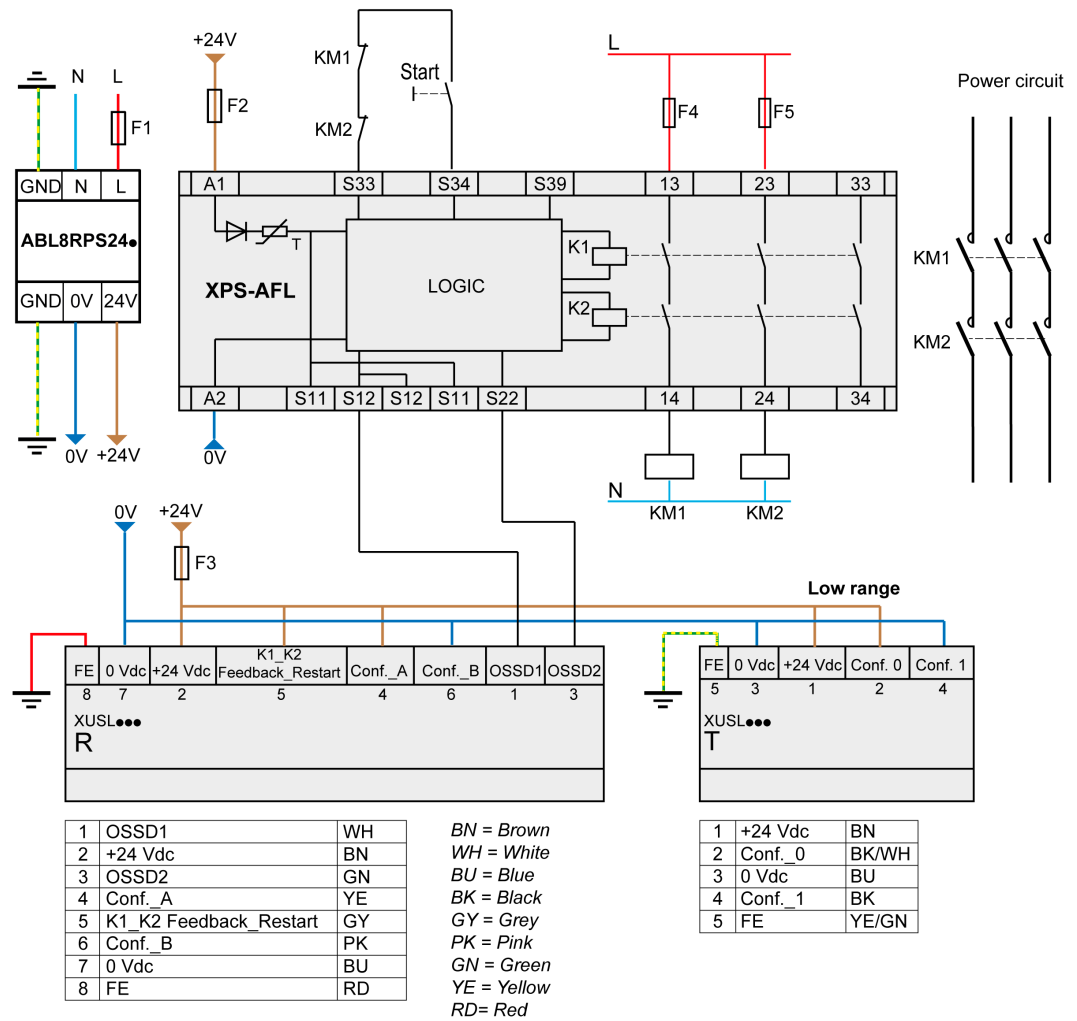 +24V
N L
F1
F2
KM1
KM2
Start
L
F4
F5
Power circuit
GND N L
ABL8RPS24●
GND 0V 24V
0V +24V
A1 S33 S34 S39 13 23 33
T
XPS-AFL
LOGIC
K1
K2
A2 S11 S12 S12 S11 S22 14 24 34
0V
N
KM1 KM2
KM1
KM2
0V +24V
F3
Low range
FE 0 Vdc +24 Vdc K1_K2 Feedback_Restart Conf._A Conf._B OSSD1 OSSD2
8 7 2 5 4 6 1 3
XUSL●●●
R
FE 0 Vdc +24 Vdc Conf. 0 Conf. 1
5 3 1 2 4
XUSL●●●
T
1 OSSD1 WH
2 +24 Vdc BN
3 OSSD2 GN
4 Conf._A YE
5 K1_K2 Feedback_Restart GY
6 Conf._B PK
7 0 Vdc BU
8 FE RD
BN = Brown
WH = White
BU = Blue
BK = Black
GY = Grey
PK = Pink
GN = Green
YE = Yellow
RD= Red
1 +24 Vdc BN
2 Conf._0 BK/WH
3 0 Vdc BU
4 Conf._1 BK
5 FE YE/GN